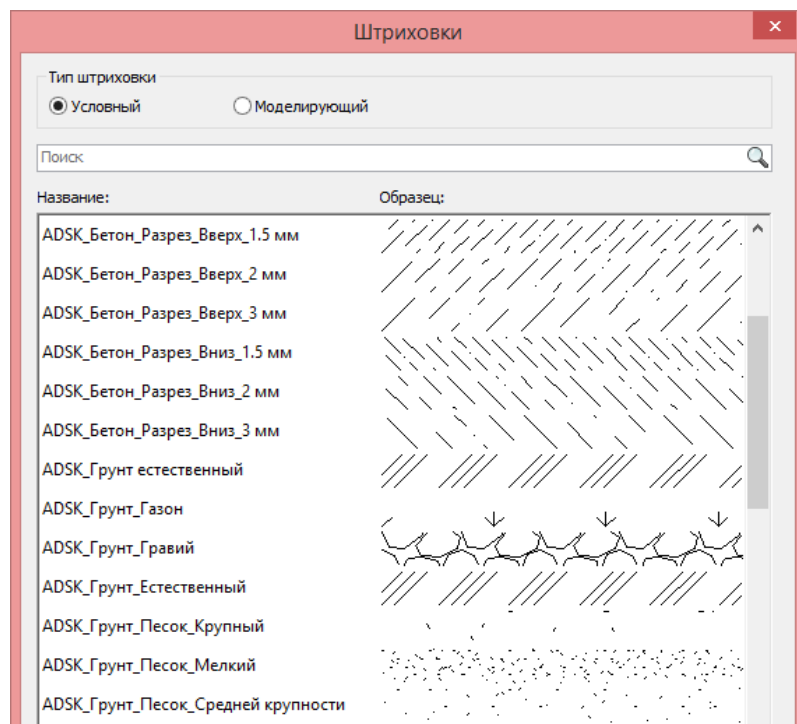 Штриховки
Тип штриховки
Условный Моделирующий
Поиск
Название: Образец:
ADSK_Бетон_Разрез_Вверх_1.5 мм
ADSK_Бетон_Разрез_Вверх_2 мм
ADSK_Бетон_Разрез_Вверх_3 мм
ADSK_Бетон_Разрез_Вниз_1.5 мм
ADSK_Бетон_Разрез_Вниз_2 мм
ADSK_Бетон_Разрез_Вниз_3 мм
ADSK_Грунт естественный
ADSK_Грунт_Газон
ADSK_Грунт_Гравий
ADSK_Грунт_Естественный
ADSK_Грунт_Песок_Крупный
ADSK_Грунт_Песок_Мелкий
ADSK_Грунт_Песок_Средней крупности